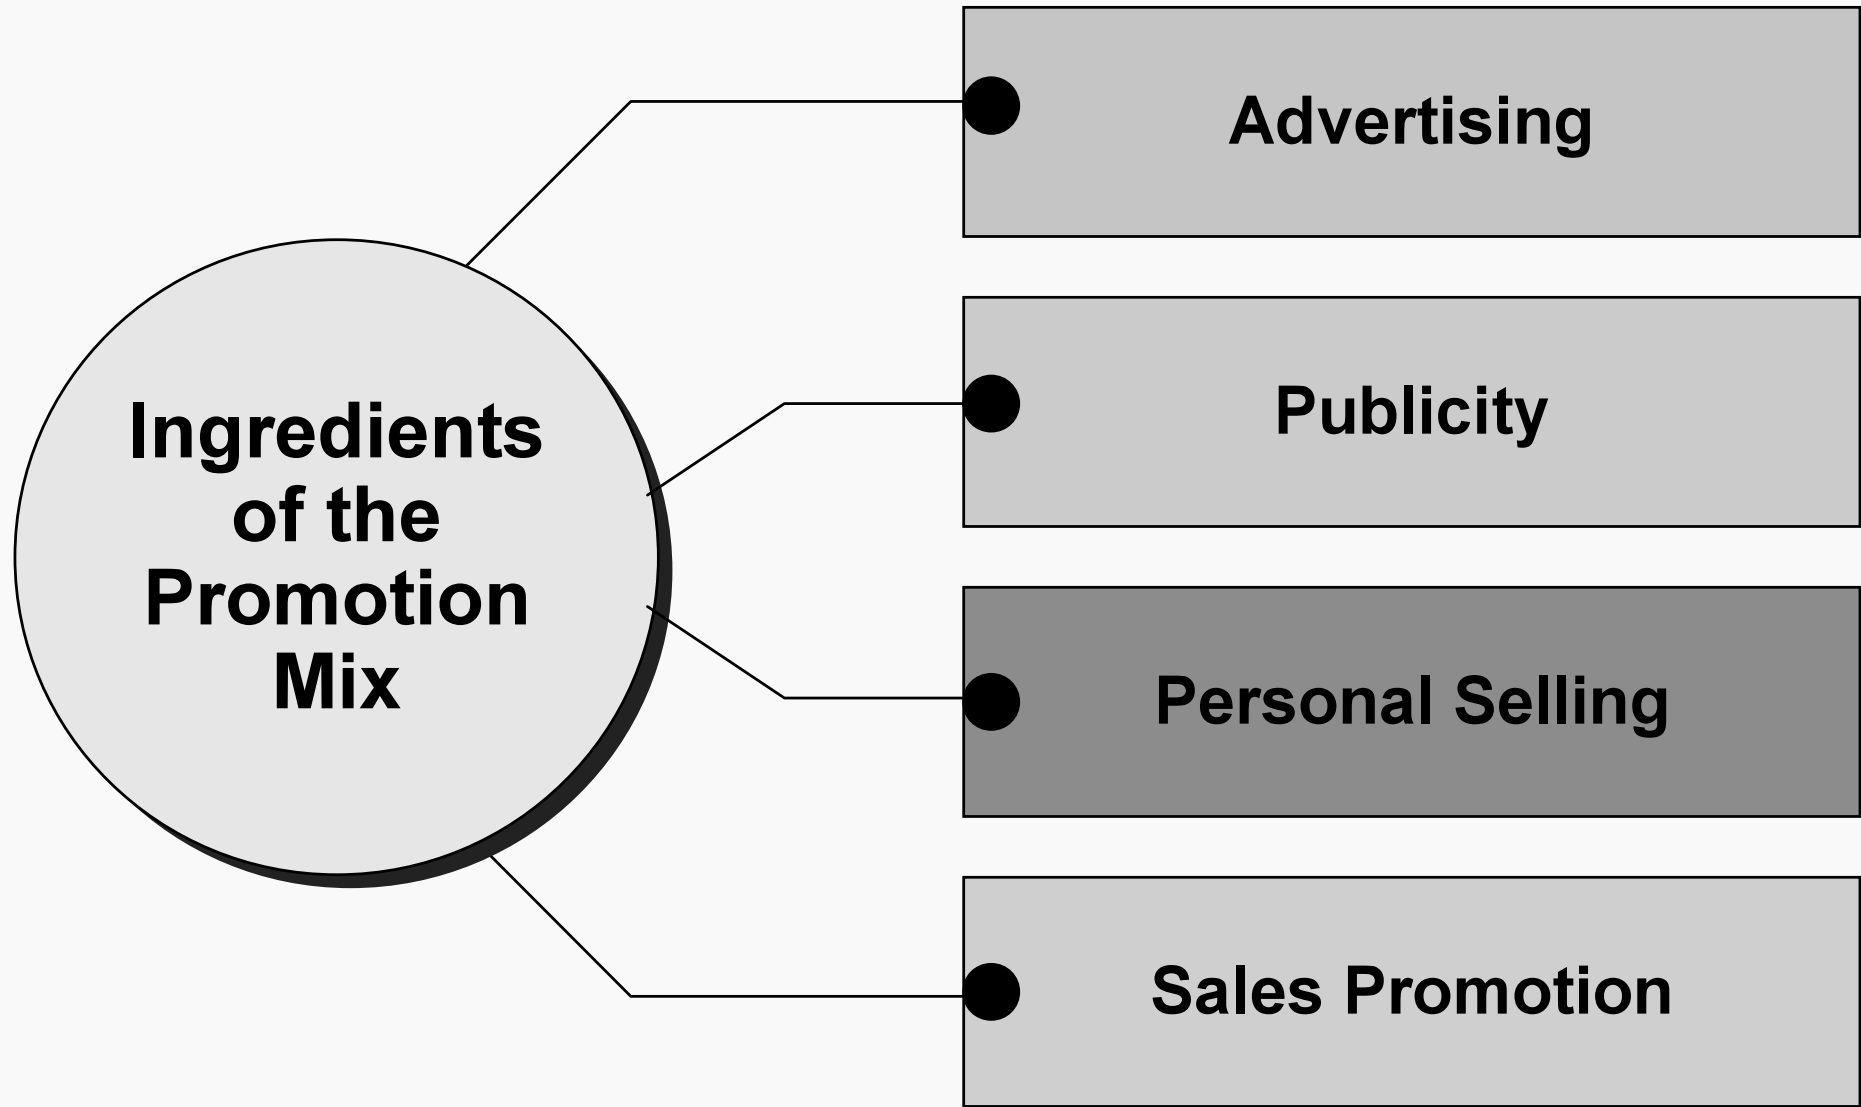 Ingredients
of the
Promotion
Mix
Advertising
Publicity
Personal Selling
Sales Promotion